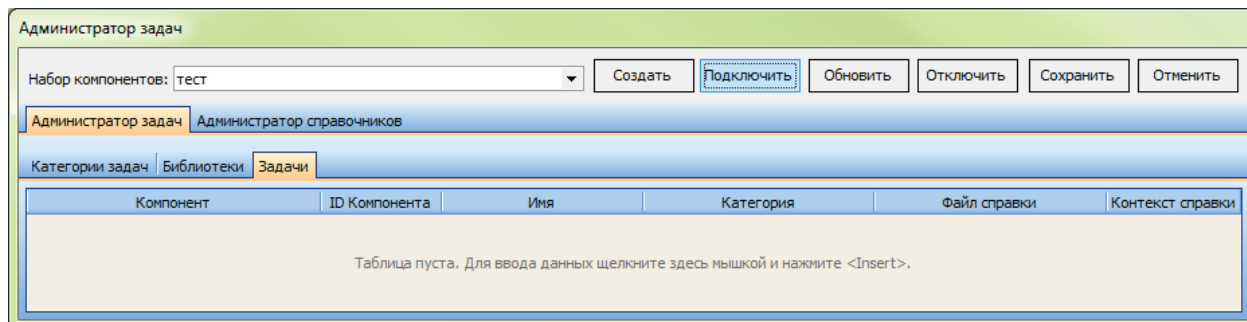 Администратор задач
Набор компонентов: тест Создать Подключить Обновить Отключить Сохранить Отменить
Администратор задач Администратор справочников
Категории задач Библиотеки Задачи
Компонент ID Компонента Имя Категория Файл справки Контекст справки
Таблица пуста. Для ввода данных щелкните здесь мышкой и нажмите <Insert>.